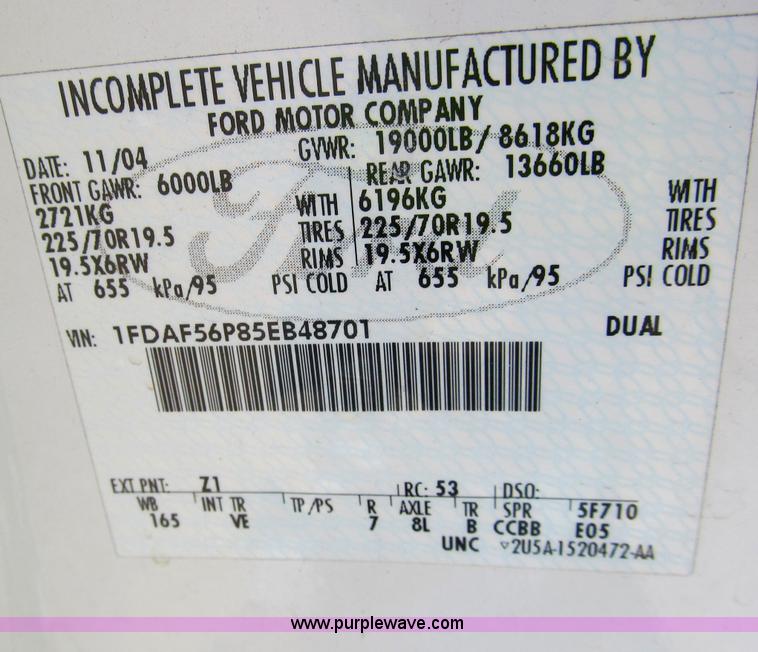 INCOMPLETE VEHICLE MANUFACTURED BY
FORD MOTOR COMPANY
DATE: 11/04 GVWR: 19000LB/ 8618KG
FRONT GAWR: 6000LB REAR GAWR: 13660LB
2721KG WITH 6196KG WITH
225/70R19.5 TIRES 225/70R19.5 TIRES
19.5X6RW RIMS 19.5X6RW RIMS
AT 655 kPa/95 PSI COLD AT 655 kPa/95 PSI COLD
VIN: 1FDAF56P85EB48701 DUAL
EXT PNT: Z1 RC: 53 DSO:
WB INT TR TP/PS R AXLE TR SPR 5F710
165 VE 7 8L B CCBB E05
UNC 2U5A-1520472-AA
Ford
www.purplewave.com